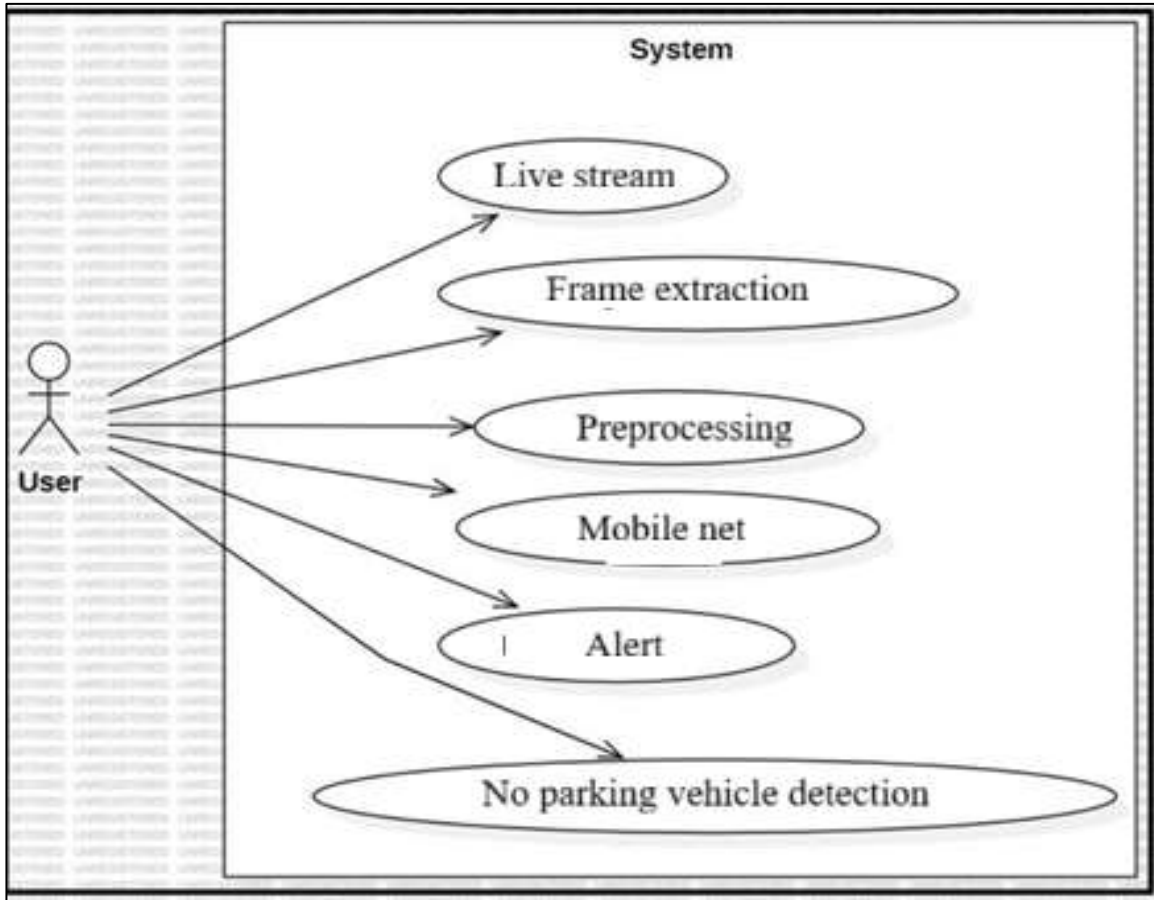 System
Live stream
Frame extraction
Preprocessing
User
Mobile net
Alert
No parking vehicle detection